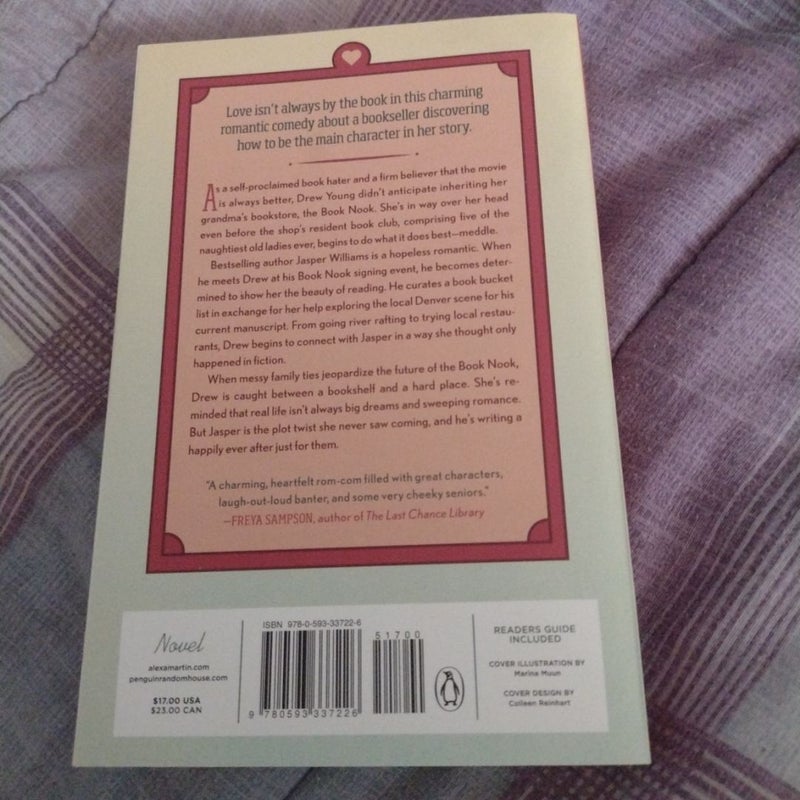 Love isn't always by the book in this charming
romantic comedy about a bookseller discovering
how to be the main character in her story.
As a self-proclaimed book hater and a firm believer that the movie
is always better, Drew Young didn't anticipate inheriting her
grandma's bookstore, the Book Nook. She's in way over her head
even before the shop's resident book club, comprising five of the
naughtiest old ladies ever, begins to do what it does best—meddle.
Bestselling author Jasper Williams is a hopeless romantic. When
he meets Drew at his Book Nook signing event, he becomes deter-
mined to show her the beauty of reading. He curates a book bucket
list in exchange for her help exploring the local Denver scene for his
current manuscript. From going river rafting to trying local restau-
rants, Drew begins to connect with Jasper in a way she thought only
happened in fiction.
When messy family ties jeopardize the future of the Book Nook,
Drew is caught between a bookshelf and a hard place. She's re-
minded that real life isn't always big dreams and sweeping romance.
But Jasper is the plot twist she never saw coming, and he's writing a
happily ever after just for them.
"A charming, heartfelt rom-com filled with great characters,
laugh-out-loud banter, and some very cheeky seniors."
—FREYA SAMPSON, author of The Last Chance Library
Novel
alexamartin.com
penguinrandomhouse.com
$17.00 USA
$23.00 CAN
ISBN 978-0-593-33722-6
51700
9 780593 337226
READERS GUIDE
INCLUDED
COVER ILLUSTRATION BY
Marina Muun
COVER DESIGN BY
Colleen Reinhart